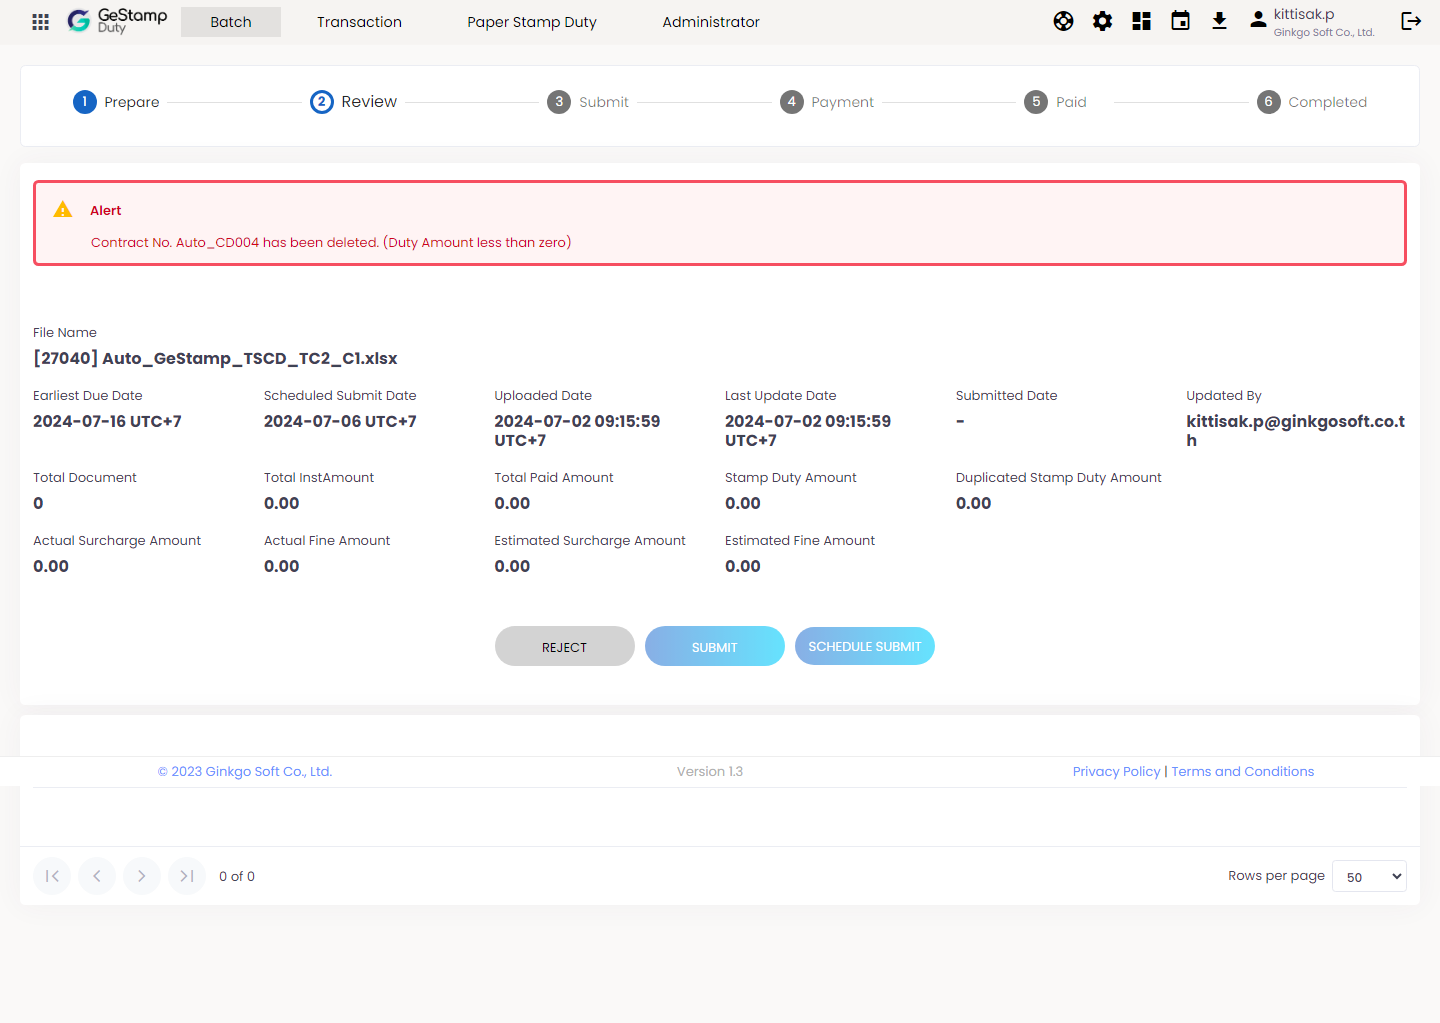 GeStamp
Duty
Batch
Transaction
Paper Stamp Duty
Administrator
kittisak.p
Ginkgo Soft Co., Ltd.
1 Prepare
2 Review
3 Submit
4 Payment
5 Paid
6 Completed
Alert
Contract No. Auto_CD004 has been deleted. (Duty Amount less than zero)
File Name
[27040] Auto_GeStamp_TSCD_TC2_C1.xlsx
Earliest Due Date
2024-07-16 UTC+7
Scheduled Submit Date
2024-07-06 UTC+7
Uploaded Date
2024-07-02 09:15:59
UTC+7
Last Update Date
2024-07-02 09:15:59
UTC+7
Submitted Date
-
Updated By
kittisak.p@ginkgosoft.co.t
h
Total Document
0
Total InstAmount
0.00
Total Paid Amount
0.00
Stamp Duty Amount
0.00
Duplicated Stamp Duty Amount
0.00
Actual Surcharge Amount
0.00
Actual Fine Amount
0.00
Estimated Surcharge Amount
0.00
Estimated Fine Amount
0.00
REJECT
SUBMIT
SCHEDULE SUBMIT
© 2023 Ginkgo Soft Co., Ltd.
Version 1.3
Privacy Policy | Terms and Conditions
0 of 0
Rows per page
50